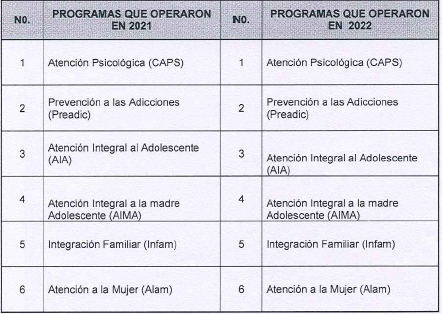 N0. PROGRAMAS QUE OPERARON EN 2021 N0. PROGRAMAS QUE OPERARON EN 2022
1 Atención Psicológica (CAPS) 1 Atención Psicológica (CAPS)
2 Prevención a las Adicciones (Preadic) 2 Prevención a las Adicciones (Preadic)
3 Atención Integral al Adolescente (AIA) 3 Atención Integral al Adolescente (AIA)
4 Atención Integral a la madre Adolescente (AIMA) 4 Atención Integral a la madre Adolescente (AIMA)
5 Integración Familiar (Infam) 5 Integración Familiar (Infam)
6 Atención a la Mujer (Alam) 6 Atención a la Mujer (Alam)